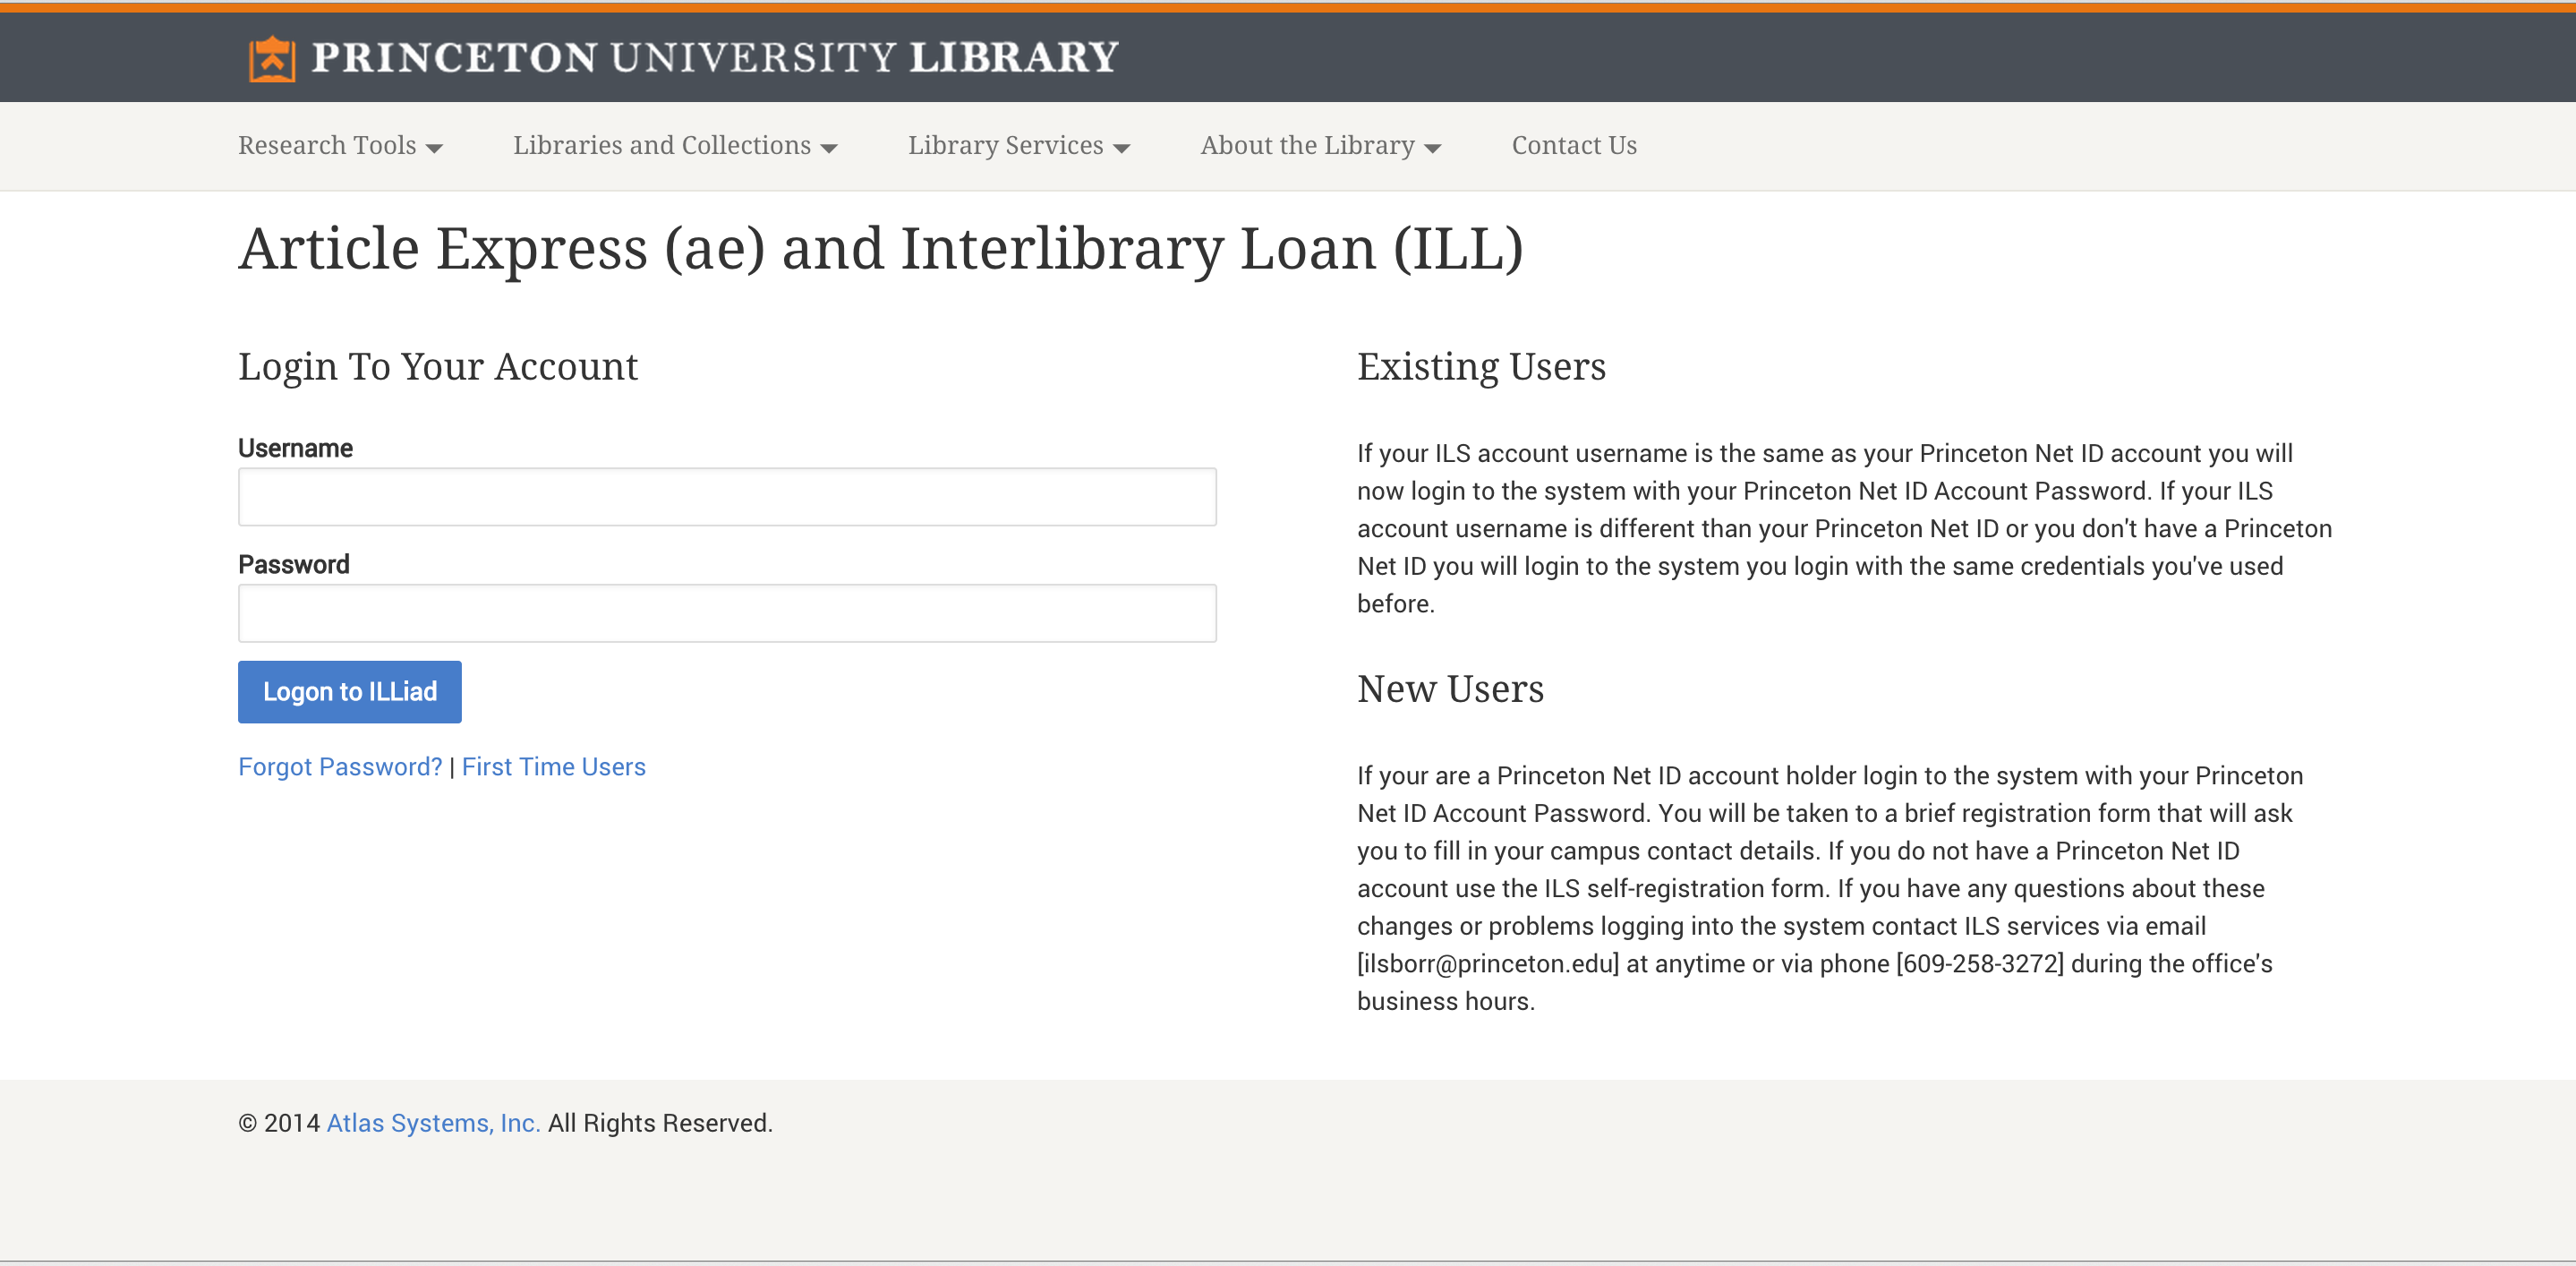 PRINCETON UNIVERSITY LIBRARY
Research Tools
Libraries and Collections
Library Services
About the Library
Contact Us
Article Express (ae) and Interlibrary Loan (ILL)
Login To Your Account
Username
Password
Logon to ILLiad
Forgot Password? | First Time Users
Existing Users
If your ILS account username is the same as your Princeton Net ID account you will
now login to the system with your Princeton Net ID Account Password. If your ILS
account username is different than your Princeton Net ID or you don't have a Princeton
Net ID you will login to the system you login with the same credentials you've used
before.
New Users
If your are a Princeton Net ID account holder login to the system with your Princeton
Net ID Account Password. You will be taken to a brief registration form that will ask
you to fill in your campus contact details. If you do not have a Princeton Net ID
account use the ILS self-registration form. If you have any questions about these
changes or problems logging into the system contact ILS services via email
[ilsborr@princeton.edu] at anytime or via phone [609-258-3272] during the office's
business hours.
© 2014 Atlas Systems, Inc. All Rights Reserved.